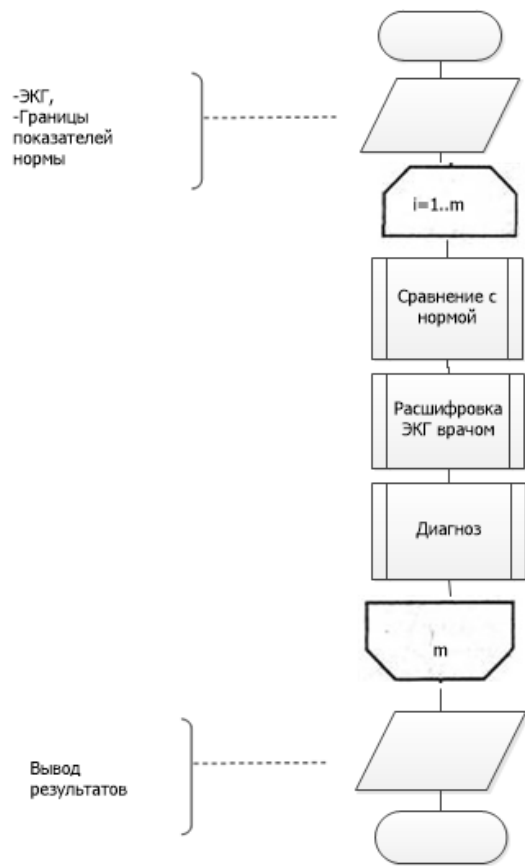 -ЭКГ,
-Границы
показателей
нормы
i=1..m
Сравнение с
нормой
Расшифровка
ЭКГ врачом
Диагноз
m
Вывод
результатов